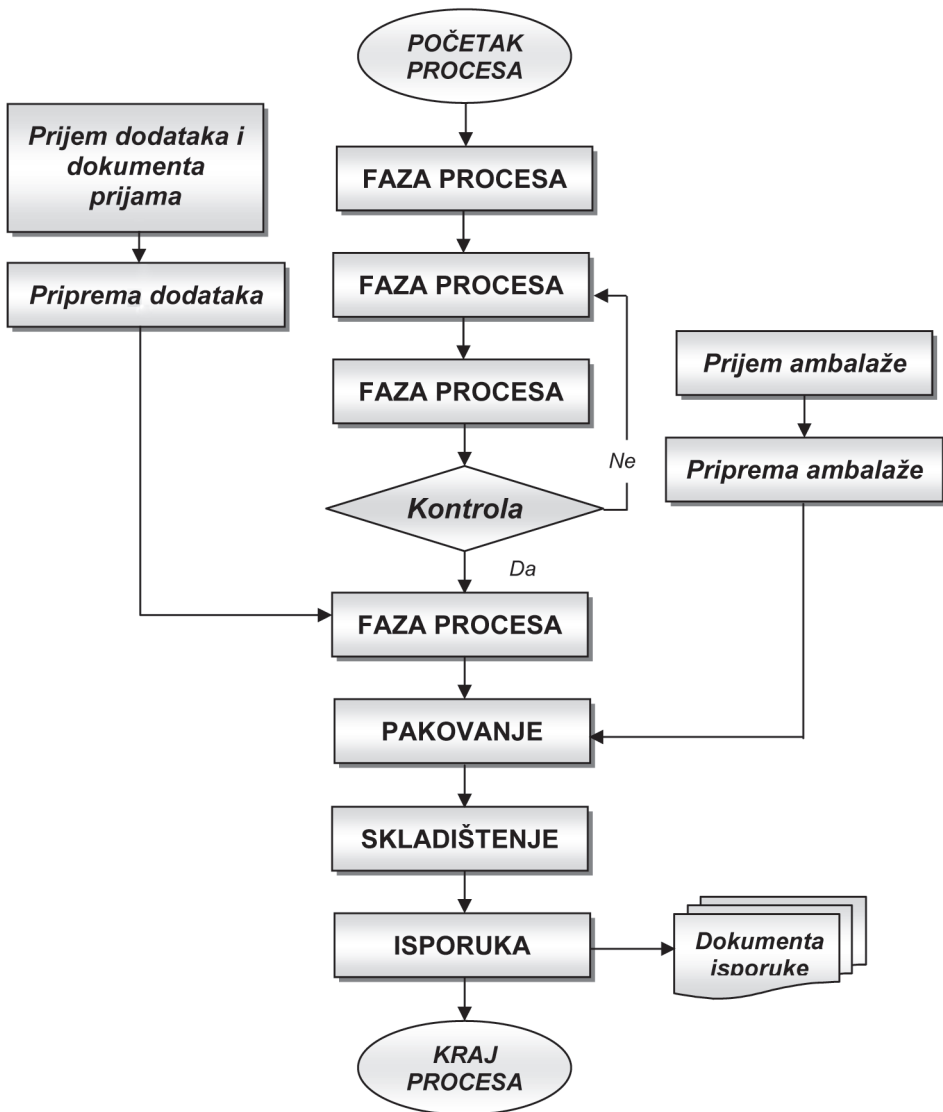 POČETAK
PROCESA
Prijem dodataka i
dokumenta
prijama
FAZA PROCESA
Priprema dodataka
FAZA PROCESA
FAZA PROCESA
Prijem ambalaže
Ne
Priprema ambalaže
Kontrola
Da
FAZA PROCESA
PAKOVANJE
SKLADIŠTENJE
ISPORUKA
Dokumenta
isporuke
KRAJ
PROCESA